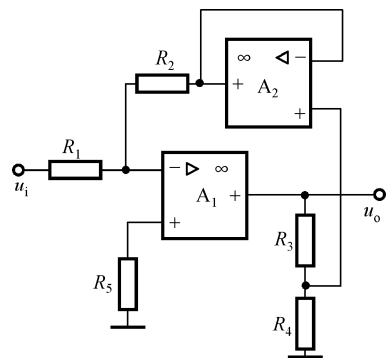 R₂
∞ ▷ −
+ A₂
+
R₁
uᵢ
− ▷ ∞
A₁ +
+
uₒ
R₃
R₅
R₄